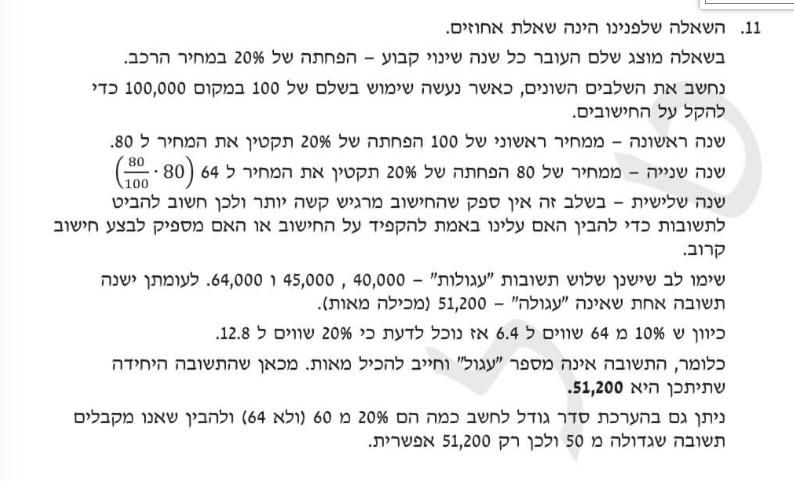 11. השאלה שלפנינו הינה שאלת אחוזים.
בשאלה מוצג שלם העובר כל שנה שינוי קבוע – הפחתה של 20% במחיר הרכב.
נחשב את השלבים השונים, כאשר נעשה שימוש בשלם של 100 במקום 100,000 כדי
להקל על החישובים.
שנה ראשונה – ממחיר ראשוני של 100 הפחתה של 20% תקטין את המחיר ל 80.
שנה שנייה – ממחיר של 80 הפחתה של 20% תקטין את המחיר ל 64 (80/100 · 80)
שנה שלישית – בשלב זה אין ספק שהחישוב מרגיש קשה יותר ולכן חשוב להביט
לתשובות כדי להבין האם עלינו באמת להקפיד על החישוב או האם מספיק לבצע חישוב
קרוב.
שימו לב שישנן שלוש תשובות "עגולות" – 40,000 , 45,000 ו 64,000. לעומתן ישנה
תשובה אחת שאינה "עגולה" – 51,200 (מכילה מאות).
כיוון ש 10% מ 64 שווים ל 6.4 אז נוכל לדעת כי 20% שווים ל 12.8.
כלומר, התשובה אינה מספר "עגול" וחייב להכיל מאות. מכאן שהתשובה היחידה
שתיתכן היא 51,200.
ניתן גם בהערכת סדר גודל לחשב כמה הם 20% מ 60 (ולא 64) ולהבין שאנו מקבלים
תשובה שגדולה מ 50 ולכן רק 51,200 אפשרית.